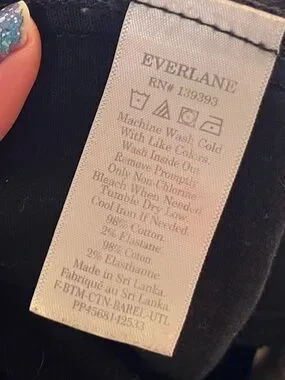 EVERLANE
RN# 139393
Machine Wash Cold
With Like Colors.
Wash Inside Out
Remove Promptly
Only Non-Chlorine
Bleach When Needed
Tumble Dry Low.
Cool Iron If Needed.
98% Cotton
2% Elastane
98% Coton
2% Elasthanne
Made in Sri Lanka.
Fabriqué au Sri Lanka.
F-BTM-CTN-BAREL-UTL
PP4568142533